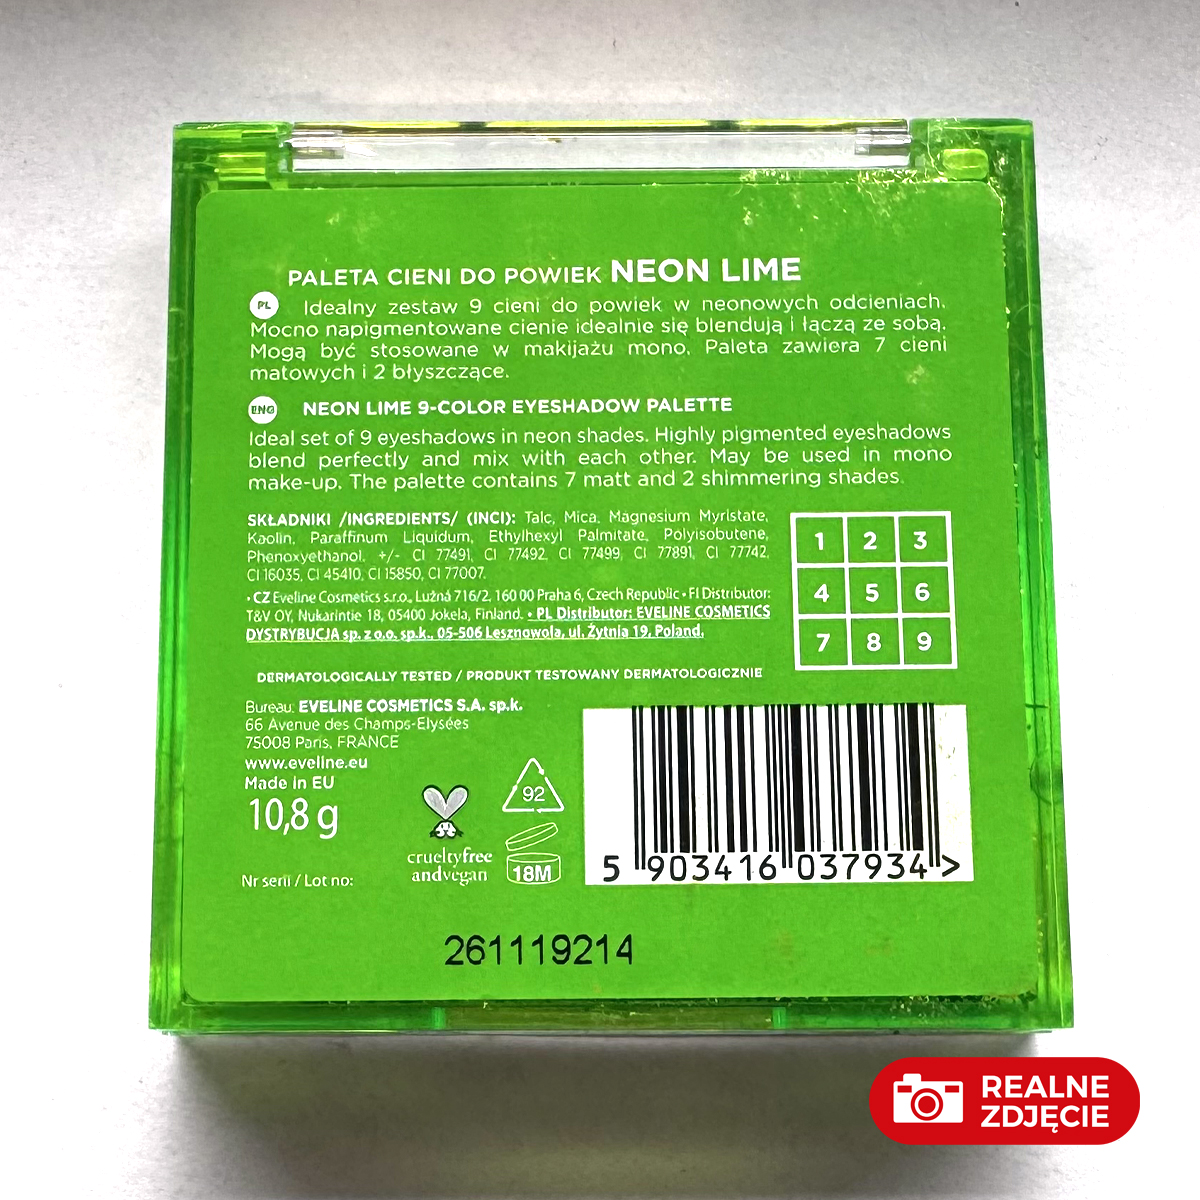 PALETA CIENI DO POWIEK NEON LIME
PL Idealny zestaw 9 cieni do powiek w neonowych odcieniach.
Mocno napigmentowane cienie idealnie się blendują i łączą ze sobą.
Mogą być stosowane w makijażu mono. Paleta zawiera 7 cieni
matowych i 2 błyszczące.
ENG NEON LIME 9-COLOR EYESHADOW PALETTE
Ideal set of 9 eyeshadows in neon shades. Highly pigmented eyeshadows
blend perfectly and mix with each other. May be used in mono
make-up. The palette contains 7 matt and 2 shimmering shades.
SKŁADNIKI /INGREDIENTS/ (INCI): Talc, Mica, Magnesium Myristate,
Kaolin, Paraffinum Liquidum, Ethylhexyl Palmitate, Polyisobutene,
Phenoxyethanol. +/- CI 77491, CI 77492, CI 77499, CI 77891, CI 77742,
CI 16035, CI 45410, CI 15850, CI 77007.
• CZ Eveline Cosmetics s.r.o., Lužná 716/2, 160 00 Praha 6, Czech Republic • FI Distributor:
T&V OY, Nukarintie 18, 05400 Jokela, Finland. • PL Distributor: EVELINE COSMETICS
DYSTRYBUCJA sp. z o.o. sp.k., 05-506 Lesznowola, ul. Żytnia 19, Poland.
1 2 3
4 5 6
7 8 9
DERMATOLOGICALLY TESTED / PRODUKT TESTOWANY DERMATOLOGICZNIE
Bureau: EVELINE COSMETICS S.A. sp.k.
66 Avenue des Champs-Elysées
75008 Paris, FRANCE
www.eveline.eu
Made in EU
10,8 g
92
crueltyfree
andvegan
18M
5 903416 037934 >
Nr serii / Lot no:
261119214
REALNE
ZDJĘCIE